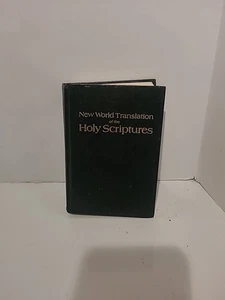 New World Translation
of the
Holy Scriptures